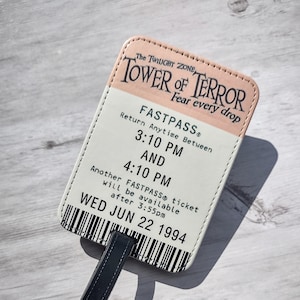 The TWILIGHT ZONE
TOWER OF TERROR
Fear every drop
FASTPASS®
Return Anytime Between
3:10 PM
AND
4:10 PM
Another FASTPASS® ticket
will be available
after 3:55pm
WED JUN 22 1994